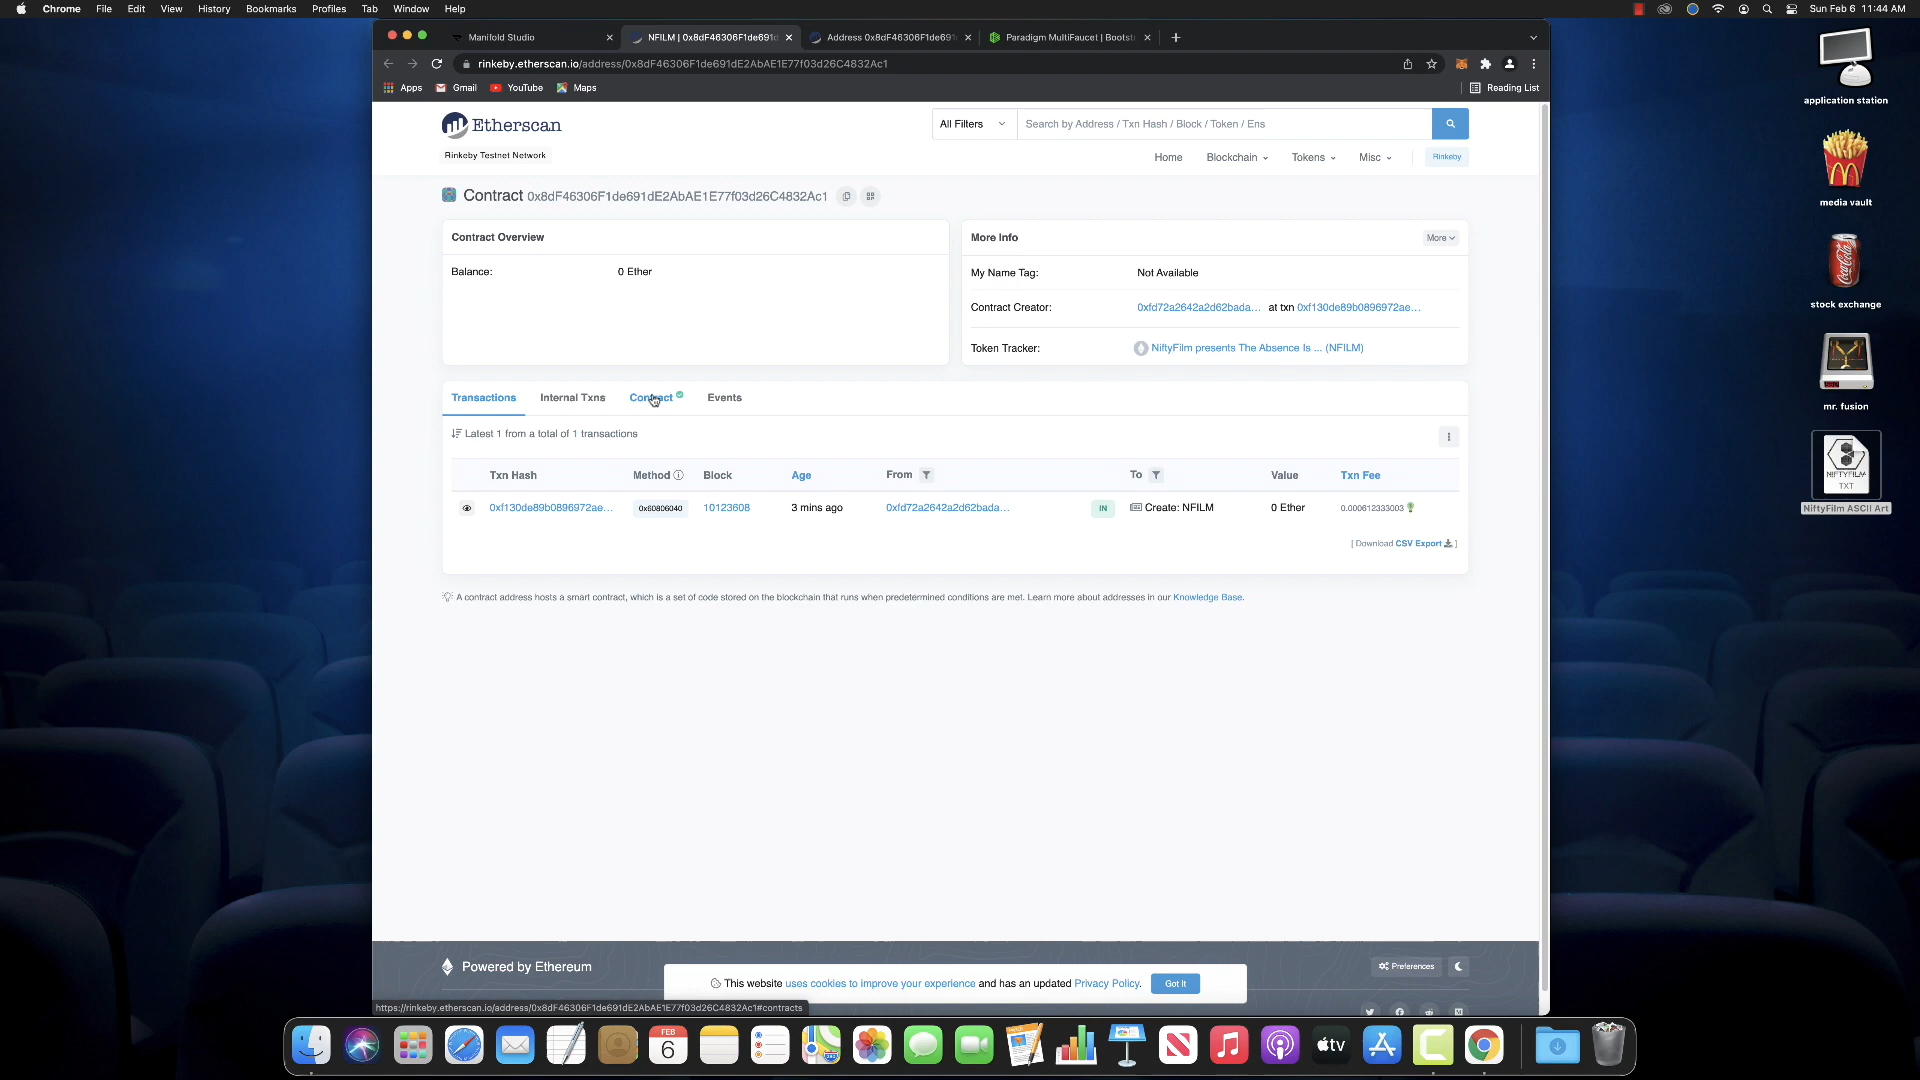 Chrome File Edit View History Bookmarks Profiles Tab Window Help
Sun Feb 6 11:44 AM
Manifold Studio
NFILM | 0x8dF46306F1de691d
Address 0x8dF46306F1de691
Paradigm MultiFaucet | Bootst
rinkeby.etherscan.io/address/0x8dF46306F1de691dE2AbAE1E77f03d26C4832Ac1
Apps Gmail YouTube Maps
Reading List
Etherscan
All Filters
Search by Address / Txn Hash / Block / Token / Ens
Rinkeby Testnet Network
Home Blockchain Tokens Misc Rinkeby
Contract 0x8dF46306F1de691dE2AbAE1E77f03d26C4832Ac1
Contract Overview
Balance: 0 Ether
More Info
More
My Name Tag: Not Available
Contract Creator: 0xfd72a2642a2d62bada... at txn 0xf130de89b0896972ae...
Token Tracker: NiftyFilm presents The Absence Is ... (NFILM)
Transactions Internal Txns Contract Events
Latest 1 from a total of 1 transactions
Txn Hash Method Block Age From To Value Txn Fee
0xf130de89b0896972ae... 0x60806040 10123608 3 mins ago 0xfd72a2642a2d62bada... IN Create: NFILM 0 Ether 0.000612333003
[ Download CSV Export ]
A contract address hosts a smart contract, which is a set of code stored on the blockchain that runs when predetermined conditions are met. Learn more about addresses in our Knowledge Base.
Powered by Ethereum
Preferences
This website uses cookies to improve your experience and has an updated Privacy Policy.
Got It
https://rinkeby.etherscan.io/address/0x8dF46306F1de691dE2AbAE1E77f03d26C4832Ac1#contracts
application station
media vault
Coca-Cola
stock exchange
mr. fusion
NIFTYFILM
TXT
NiftyFilm ASCII Art
FEB
6
tv